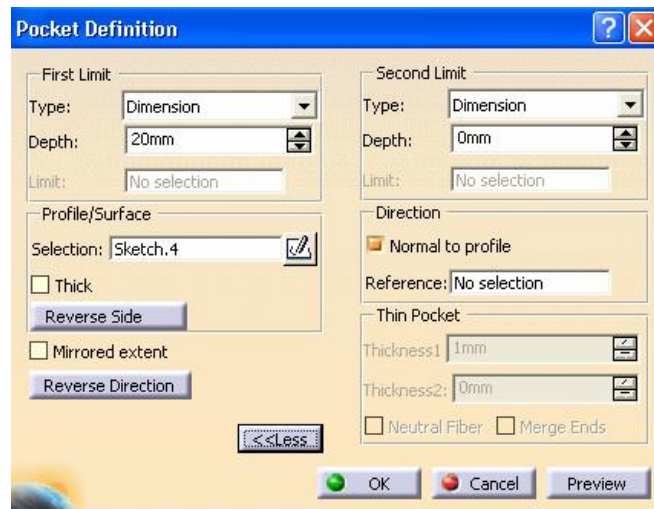 Pocket Definition
First Limit
Type: Dimension
Depth: 20mm
Limit: No selection
Profile/Surface
Selection: Sketch.4
Thick
Reverse Side
Mirrored extent
Reverse Direction
<<Less
Second Limit
Type: Dimension
Depth: 0mm
Limit: No selection
Direction
Normal to profile
Reference: No selection
Thin Pocket
Thickness1 1mm
Thickness2: 0mm
Neutral Fiber Merge Ends
OK Cancel Preview